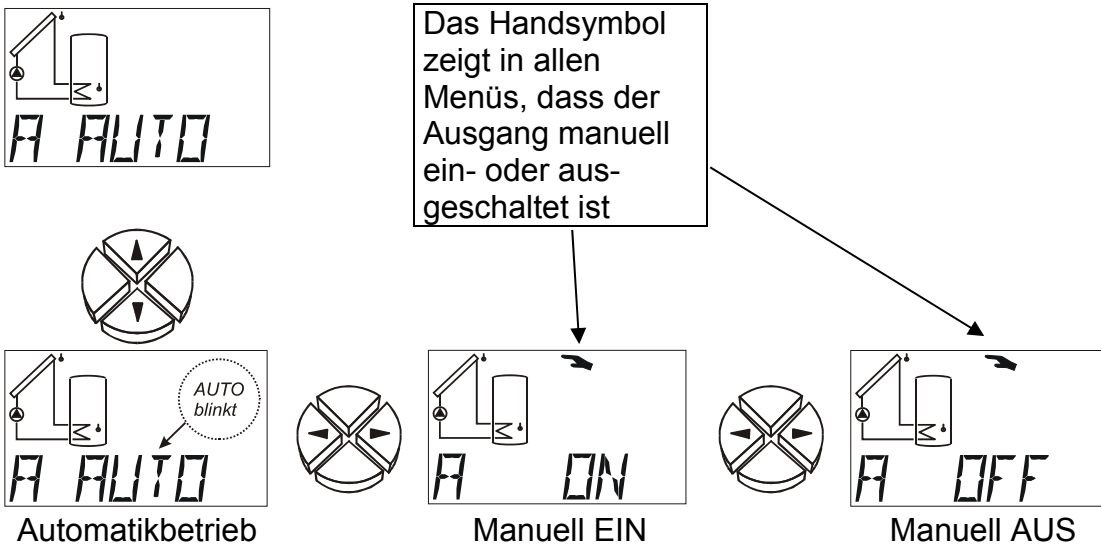 A AUTO
Das Handsymbol
zeigt in allen
Menüs, dass der
Ausgang manuell
ein- oder aus-
geschaltet ist
AUTO
blinkt
A AUTO
A ON
A OFF
Automatikbetrieb
Manuell EIN
Manuell AUS